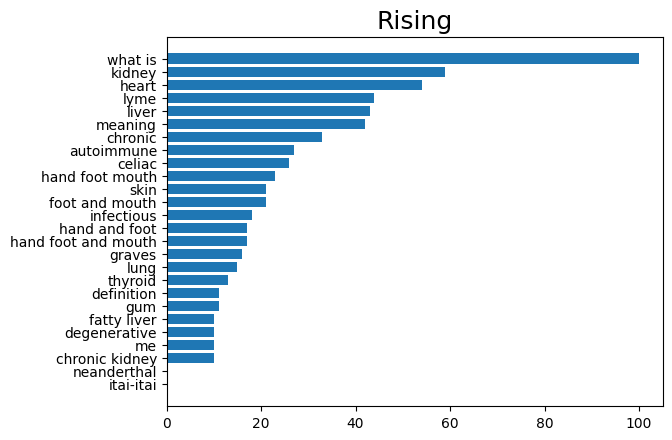 Rising
what is
kidney
heart
lyme
liver
meaning
chronic
autoimmune
celiac
hand foot mouth
skin
foot and mouth
infectious
hand and foot
hand foot and mouth
graves
lung
thyroid
definition
gum
fatty liver
degenerative
me
chronic kidney
neanderthal
itai-itai
0 20 40 60 80 100